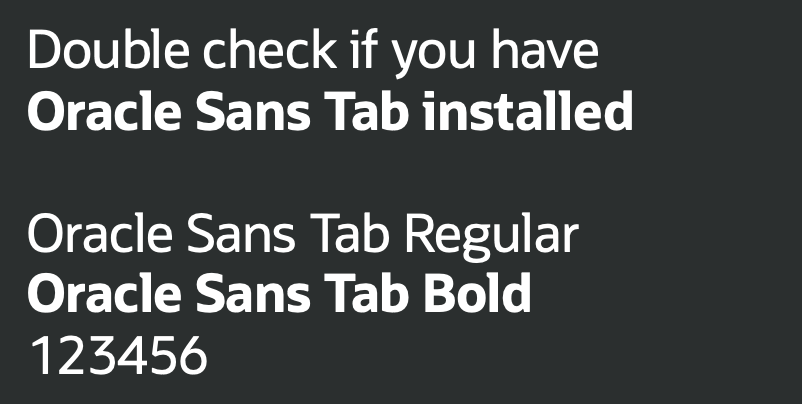 Double check if you have
Oracle Sans Tab installed
Oracle Sans Tab Regular
Oracle Sans Tab Bold
123456